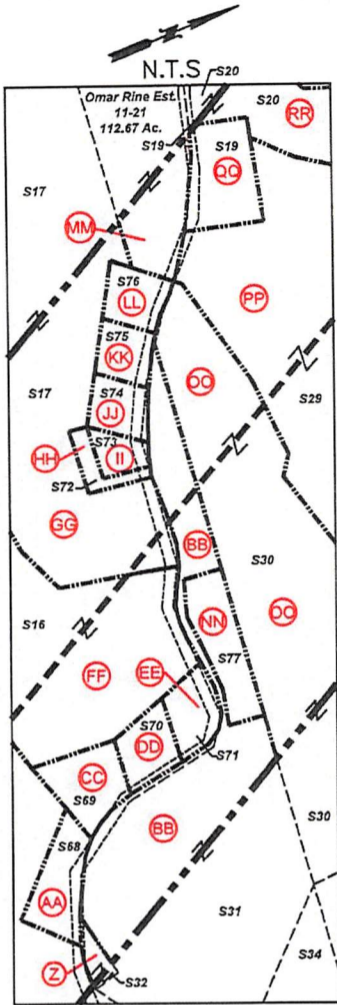 N.T.S
S20
Omar Rine Est.
11-21
112.67 Ac.
S19
S20
RR
S19
QQ
S17
MM
S76
LL
PP
S75
KK
OO
S17
S74
JJ
S29
HH
S73
II
S72
GG
BB
S30
S16
NN
OO
FF
EE
S77
S70
DD
S71
CC
S69
BB
S68
S30
AA
S31
Z
S32
S34